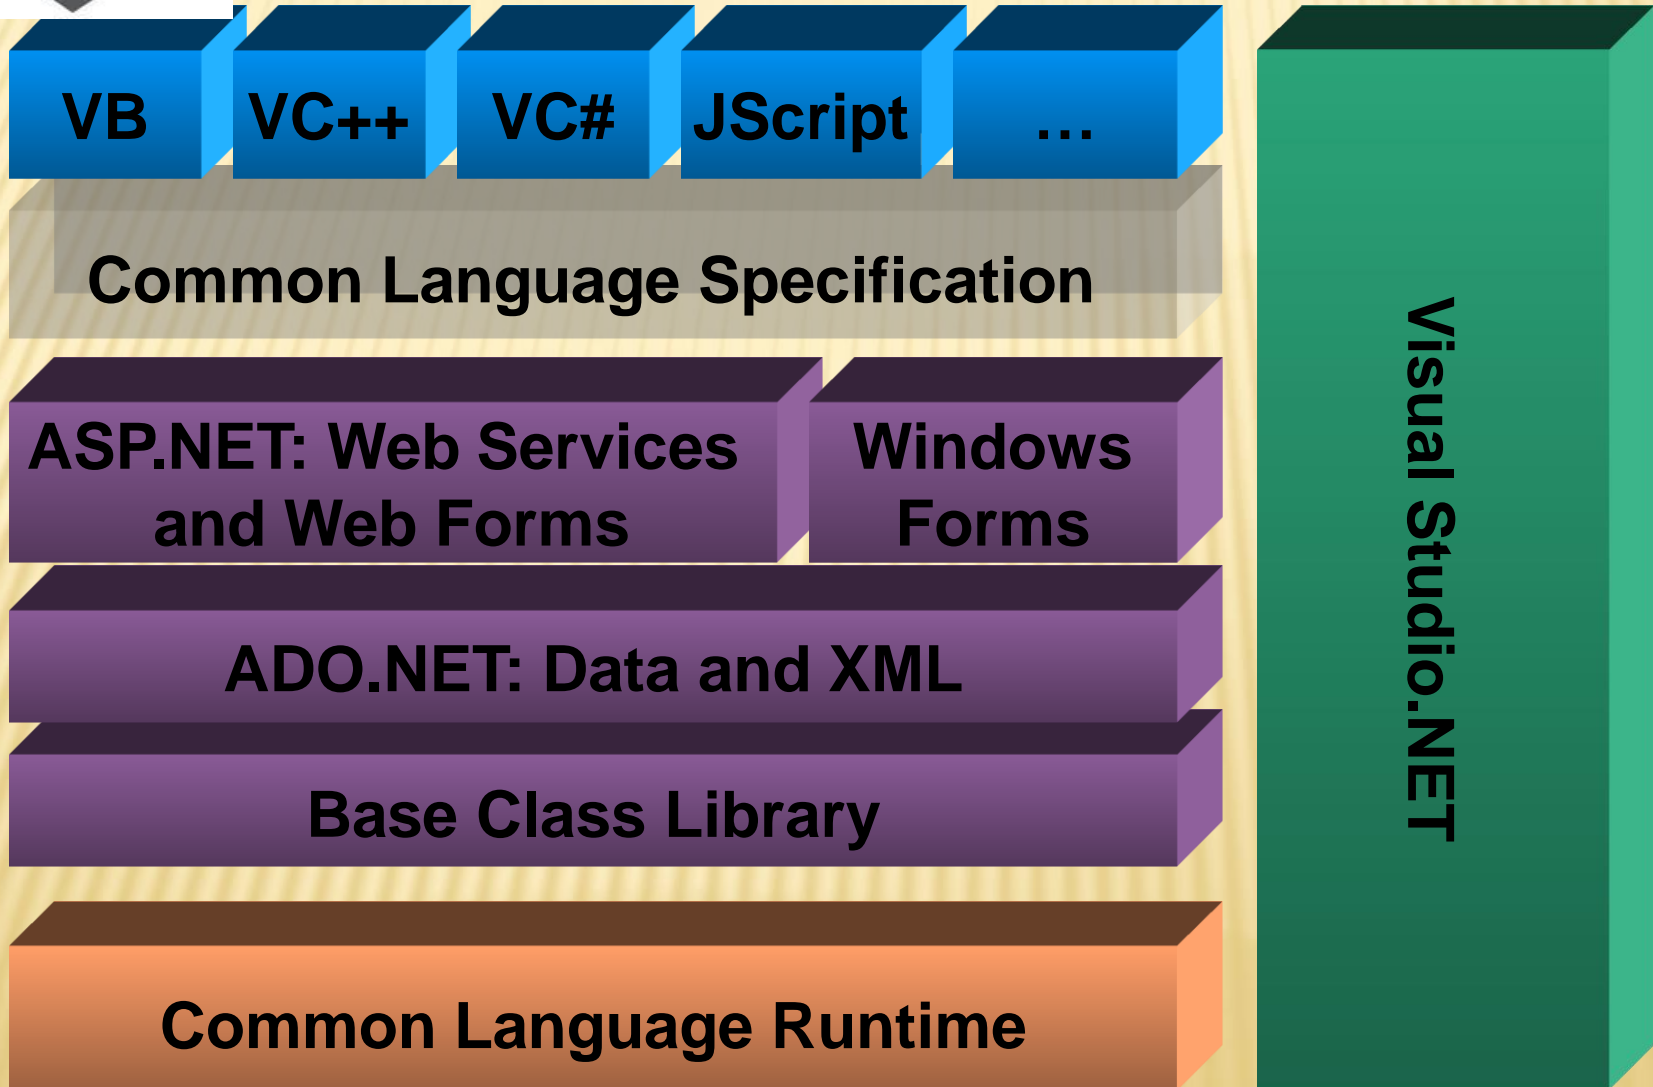 VB
VC++
VC#
JScript
…
Common Language Specification
ASP.NET: Web Services
and Web Forms
Windows
Forms
ADO.NET: Data and XML
Base Class Library
Common Language Runtime
Visual Studio.NET